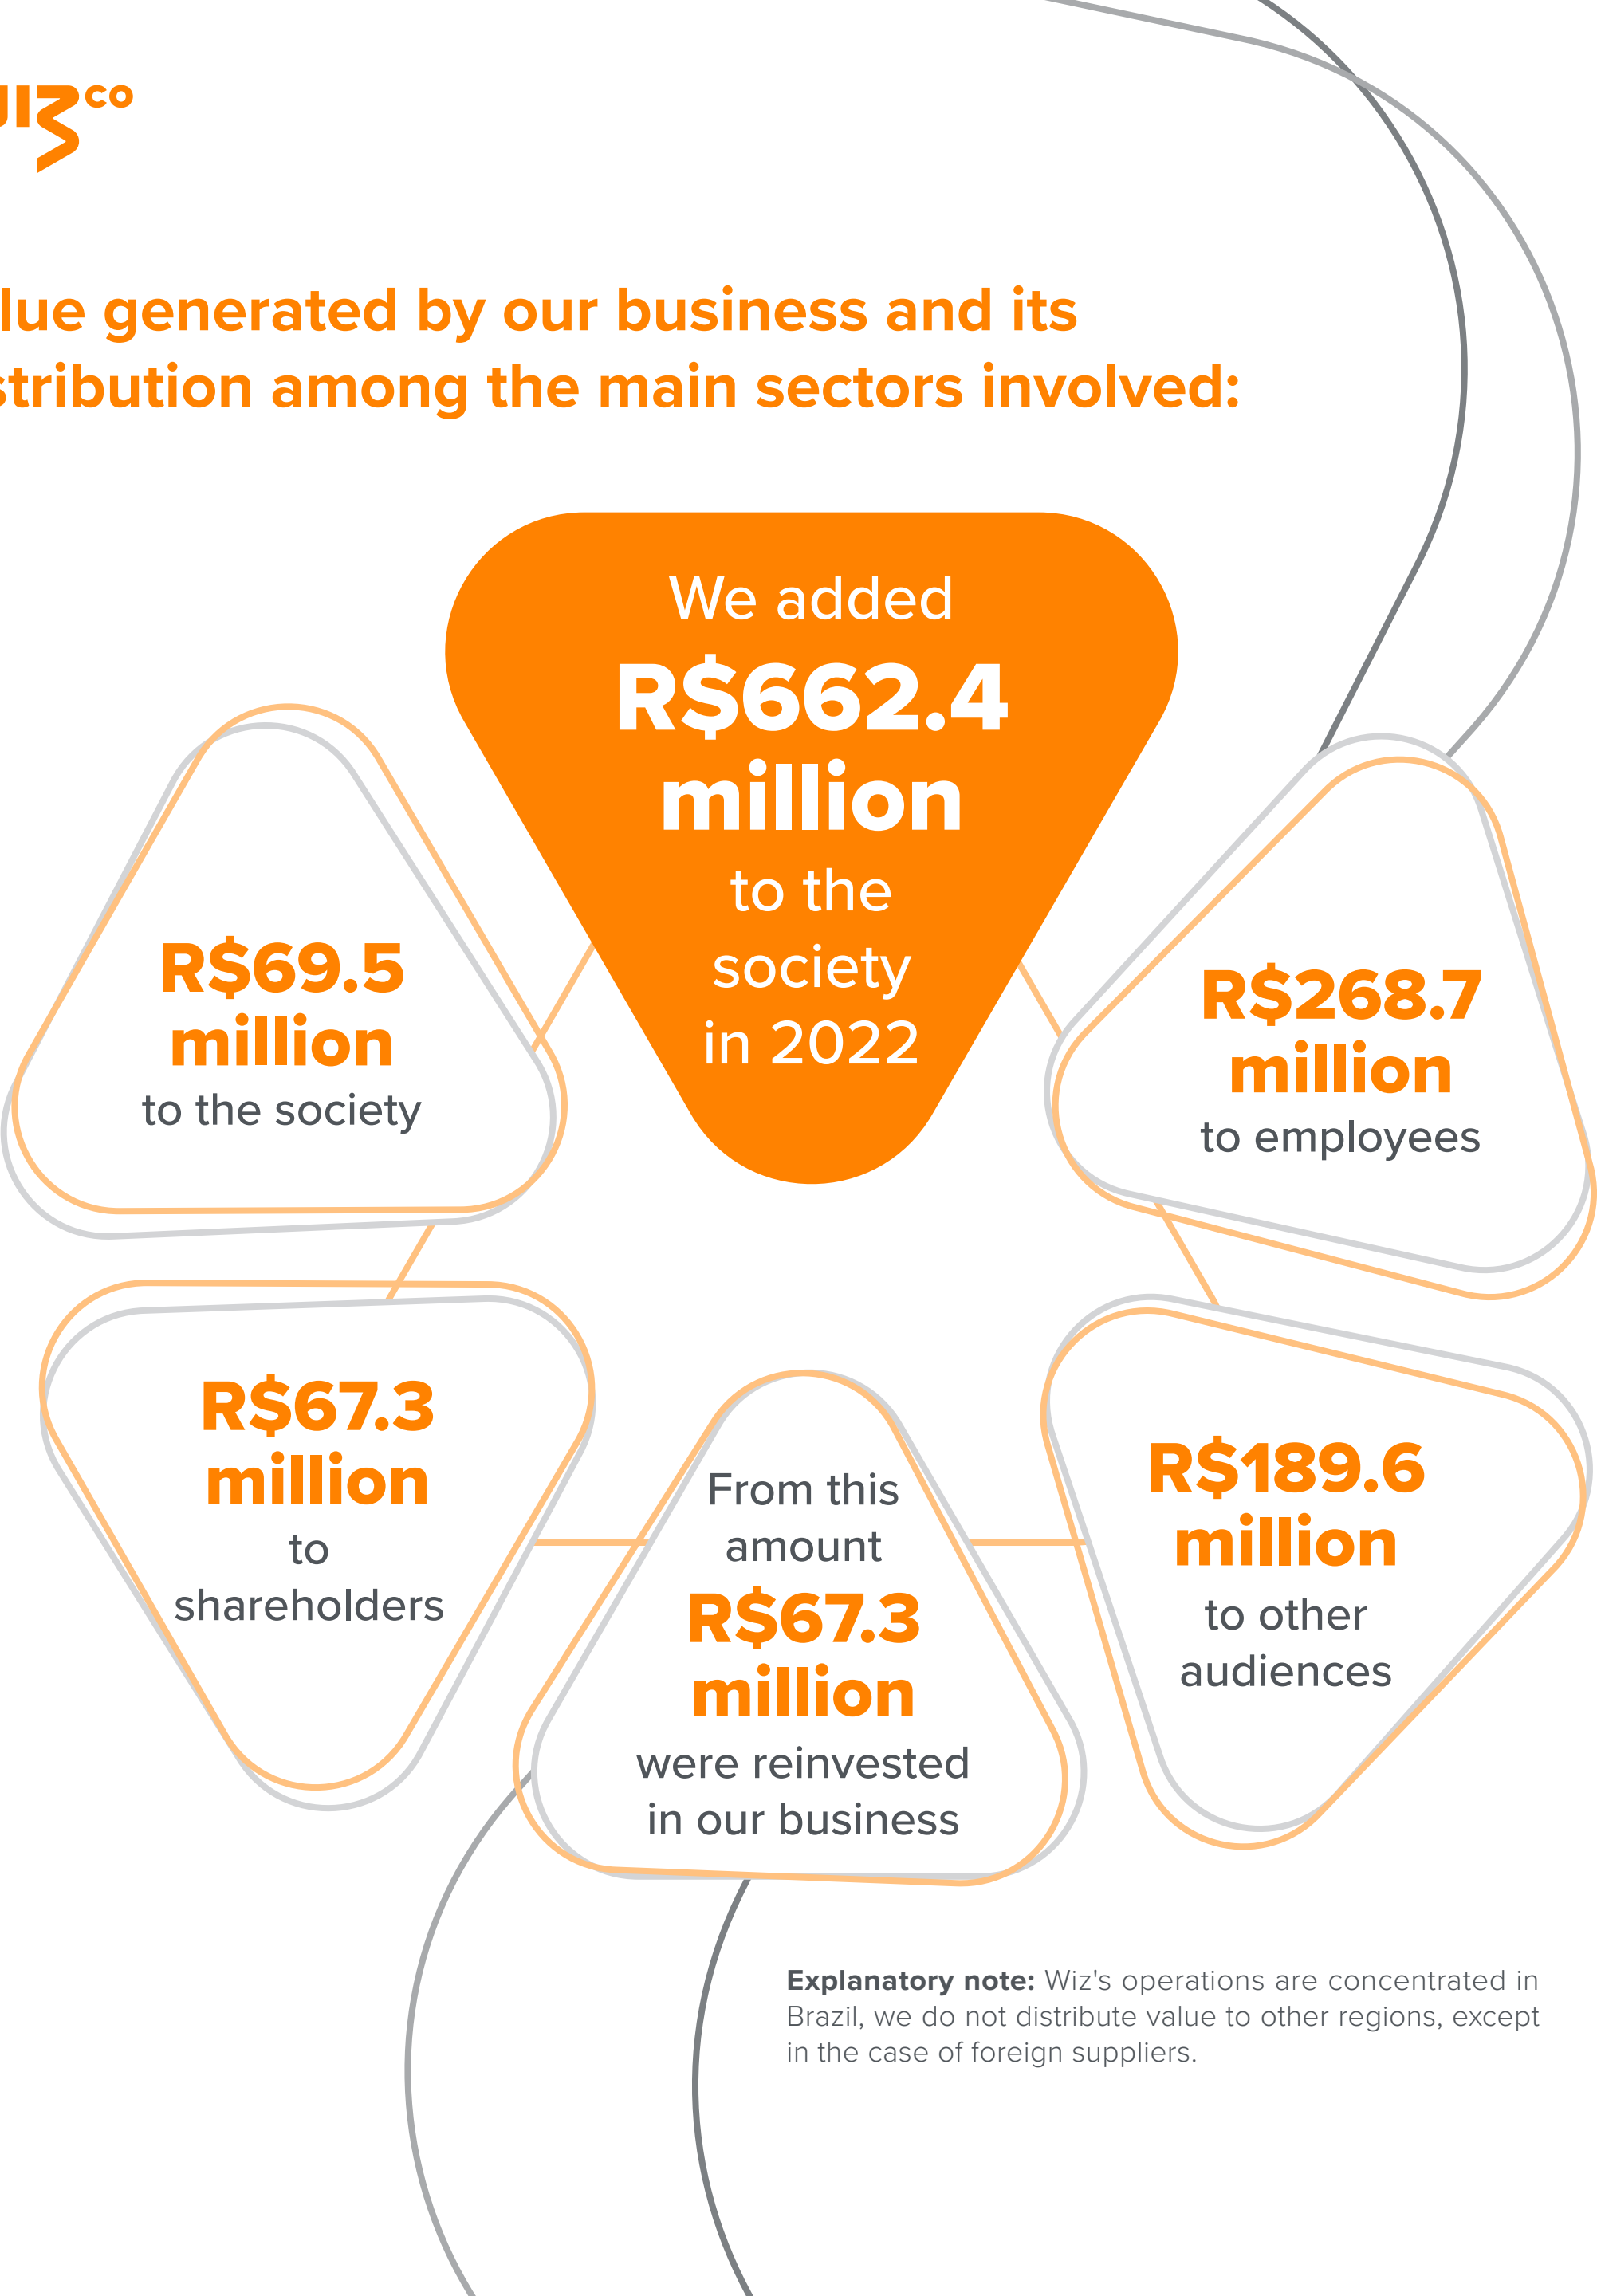 co
lue generated by our business and its
tribution among the main sectors involved:
We added
R$662.4
million
to the
society
in 2022
R$69.5
million
to the society
R$268.7
million
to employees
R$67.3
million
to
shareholders
From this
amount
R$67.3
million
were reinvested
in our business
R$189.6
million
to other
audiences
Explanatory note: Wiz's operations are concentrated in
Brazil, we do not distribute value to other regions, except
in the case of foreign suppliers.